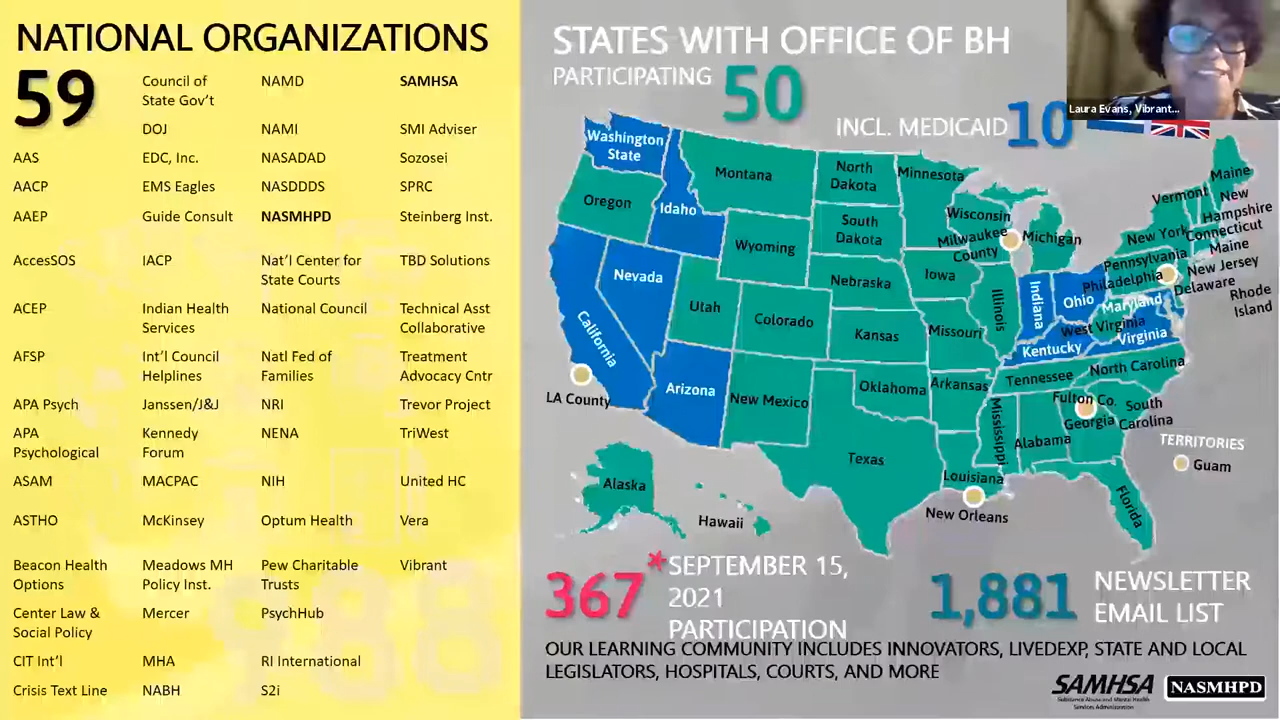 NATIONAL ORGANIZATIONS
59
AAS
AACP
AAEP
AccesSOS
ACEP
AFSP
APA Psych
APA
Psychological
ASAM
ASTHO
Beacon Health
Options
Center Law &
Social Policy
CIT Int'l
Crisis Text Line
Council of
State Gov't
DOJ
EDC, Inc.
EMS Eagles
Guide Consult
IACP
Indian Health
Services
Int'l Council
Helplines
Janssen/J&J
Kennedy
Forum
MACPAC
McKinsey
Meadows MH
Policy Inst.
Mercer
MHA
NABH
NAMD
NAMI
NASADAD
NASDDDS
NASMHPD
Nat'l Center for
State Courts
National Council
Natl Fed of
Families
NRI
NENA
NIH
Optum Health
Pew Charitable
Trusts
PsychHub
RI International
S2i
SAMHSA
SMI Adviser
Sozosei
SPRC
Steinberg Inst.
TBD Solutions
Technical Asst
Collaborative
Treatment
Advocacy Cntr
Trevor Project
TriWest
United HC
Vera
Vibrant
988
STATES WITH OFFICE OF BH
PARTICIPATING 50
INCL. MEDICAID 10
Laura Evans, Vibrant...
Washington
State
Oregon
Idaho
Montana
North
Dakota
Minnesota
South
Dakota
Wyoming
Nevada
California
Utah
Colorado
Nebraska
Kansas
Iowa
Missouri
Wisconsin
Milwaukee
County
Michigan
Illinois
Indiana
Ohio
Kentucky
West Virginia
Virginia
Maryland
Pennsylvania
Philadelphia
New York
Vermont
Maine
New
Hampshire
Connecticut
Maine
New Jersey
Delaware
Rhode
Island
LA County
Arizona
New Mexico
Oklahoma
Arkansas
Tennessee
North Carolina
South
Carolina
Fulton Co.
Georgia
Alabama
Mississippi
Louisiana
New Orleans
Texas
Florida
Alaska
Hawaii
TERRITORIES
Guam
367*
SEPTEMBER 15,
2021
PARTICIPATION
1,881
NEWSLETTER
EMAIL LIST
OUR LEARNING COMMUNITY INCLUDES INNOVATORS, LIVEDEXP, STATE AND LOCAL
LEGISLATORS, HOSPITALS, COURTS, AND MORE
SAMHSA
Substance Abuse and Mental Health
Services Administration
NASMHPD